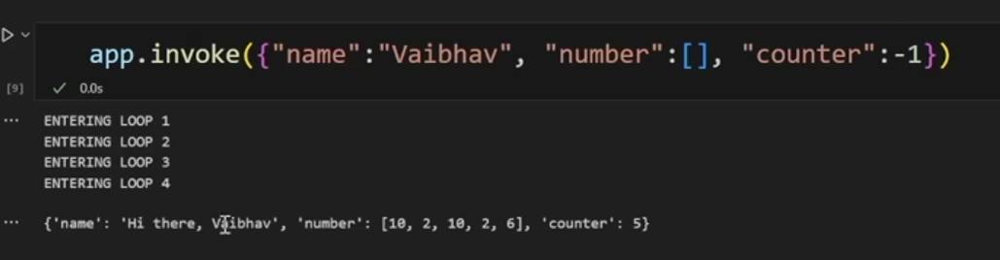 app.invoke({"name":"Vaibhav", "number":[], "counter":-1})
[9] 0.0s
ENTERING LOOP 1
ENTERING LOOP 2
ENTERING LOOP 3
ENTERING LOOP 4
{'name': 'Hi there, Vaibhav', 'number': [10, 2, 10, 2, 6], 'counter': 5}